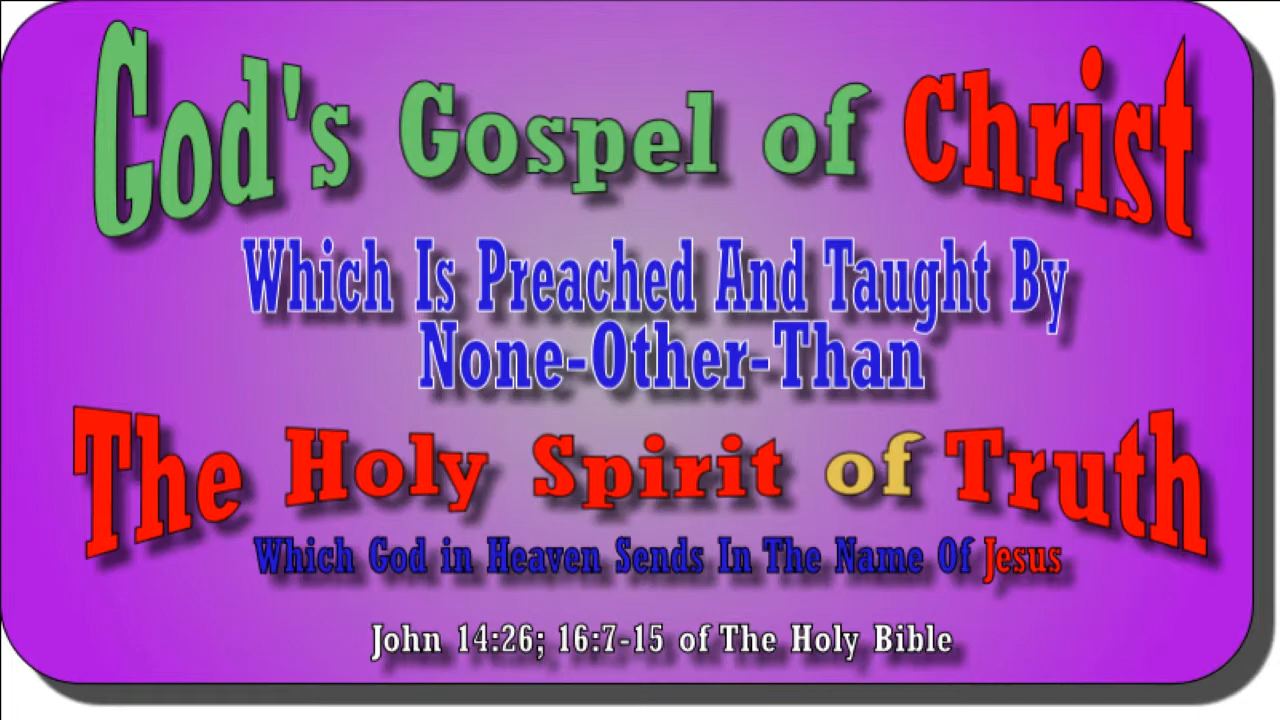 God's Gospel of Christ
Which Is Preached And Taught By
None-Other-Than
The Holy Spirit of Truth
Which God in Heaven Sends In The Name Of Jesus
John 14:26; 16:7-15 of The Holy Bible